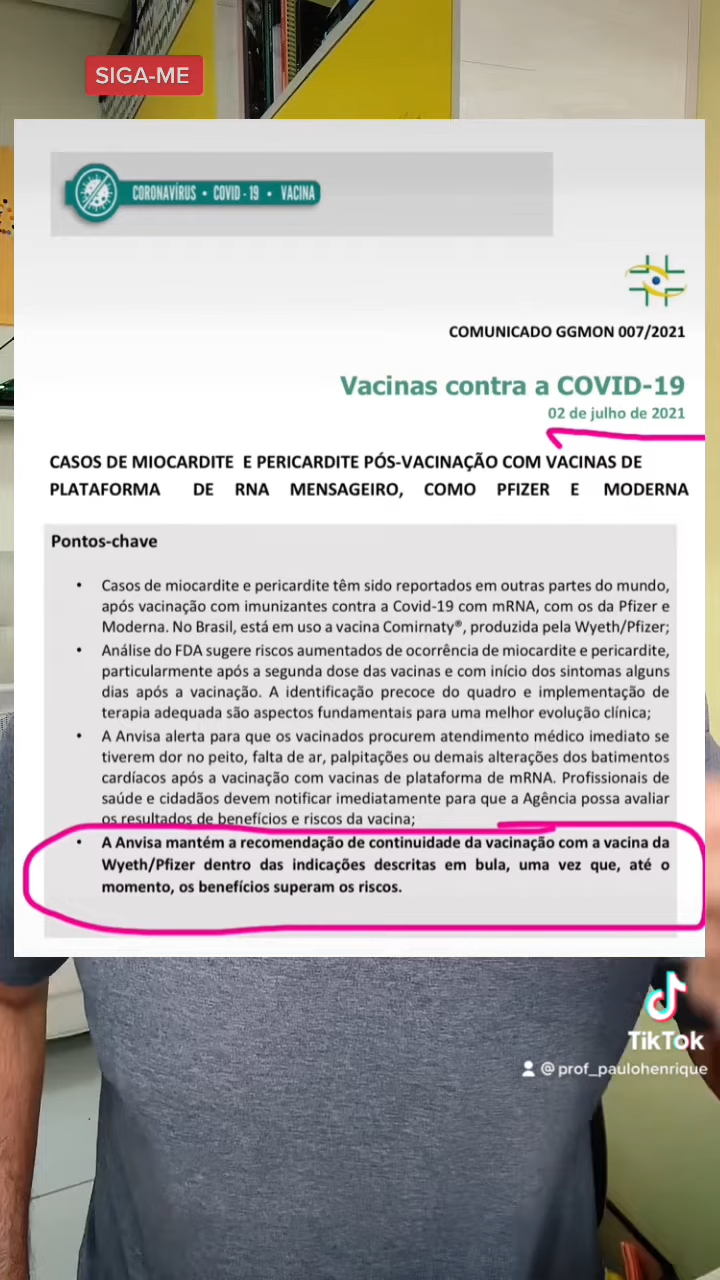 SIGA-ME
CORONAVÍRUS • COVID-19 • VACINA
COMUNICADO GGMON 007/2021
Vacinas contra a COVID-19
02 de julho de 2021
CASOS DE MIOCARDITE E PERICARDITE PÓS-VACINAÇÃO COM VACINAS DE
PLATAFORMA DE RNA MENSAGEIRO, COMO PFIZER E MODERNA
Pontos-chave
• Casos de miocardite e pericardite têm sido reportados em outras partes do mundo,
após vacinação com imunizantes contra a Covid-19 com mRNA, com os da Pfizer e
Moderna. No Brasil, está em uso a vacina Comirnaty®, produzida pela Wyeth/Pfizer;
• Análise do FDA sugere riscos aumentados de ocorrência de miocardite e pericardite,
particularmente após a segunda dose das vacinas e com início dos sintomas alguns
dias após a vacinação. A identificação precoce do quadro e implementação de
terapia adequada são aspectos fundamentais para uma melhor evolução clínica;
• A Anvisa alerta para que os vacinados procurem atendimento médico imediato se
tiverem dor no peito, falta de ar, palpitações ou demais alterações dos batimentos
cardíacos após a vacinação com vacinas de plataforma de mRNA. Profissionais de
saúde e cidadãos devem notificar imediatamente para que a Agência possa avaliar
os resultados de benefícios e riscos da vacina;
• A Anvisa mantém a recomendação de continuidade da vacinação com a vacina da
Wyeth/Pfizer dentro das indicações descritas em bula, uma vez que, até o
momento, os benefícios superam os riscos.
TikTok
@prof_paulohenrique